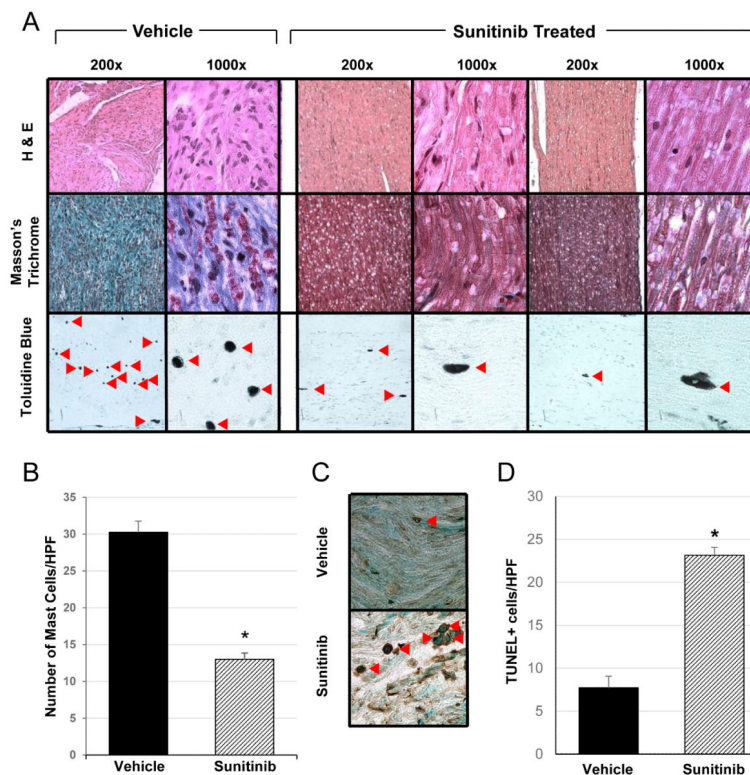 A
Vehicle
Sunitinib Treated
200x 1000x 200x 1000x 200x 1000x
H & E
Masson's
Trichrome
Toluidine Blue
B
Number of Mast Cells/HPF
35
30
25
20
15
10
5
0
*
Vehicle Sunitinib
C
Vehicle
Sunitinib
D
TUNEL+ cells/HPF
30
25
20
15
10
5
0
*
Vehicle Sunitinib